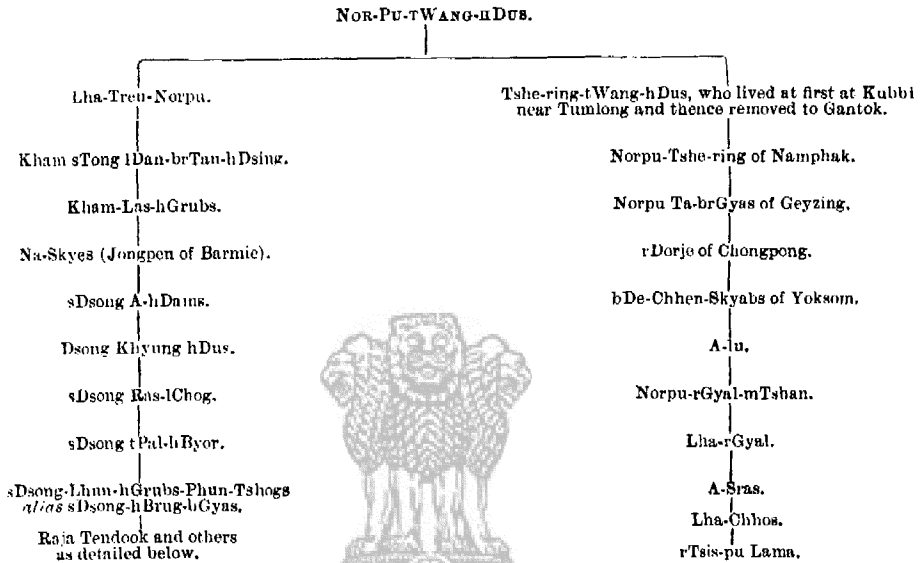 NOR-PU-TWANG-HDUS.
Lha-Tren-Norpu.
Kham sTong lDan-brTan-hDsing.
Kham-Las-hGrubs.
Na-Skyes (Jongpen of Barmie).
sDsong A-hDams.
Dsong Khyung hDus.
sDsong Ras-lChog.
sDsong tPal-hByor.
sDsong-Lhun-hGrubs-Phun-Tshogs
alias sDsong-hBrug-bGyas.
Raja Tendook and others
as detailed below.
Tshe-ring-tWang-hDus, who lived at first at Kubbi
near Tumlong and thence removed to Gantok.
Norpu-Tshe-ring of Namphak.
Norpu Ta-brGyas of Geyzing.
rDorje of Chongpong.
bDe-Chhen-Skyabs of Yoksom.
A-lu.
Norpu-rGyal-mTshan.
Lha-rGyal.
A-Sras.
Lha-Chhos.
rTsis-pu Lama.